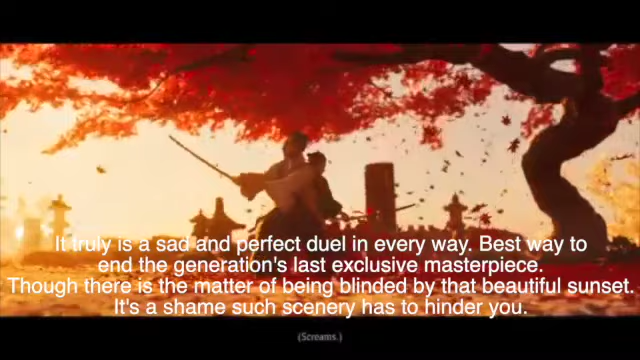 It truly is a sad and perfect duel in every way. Best way to
end the generation's last exclusive masterpiece.
Though there is the matter of being blinded by that beautiful sunset.
It's a shame such scenery has to hinder you.
(Screams.)